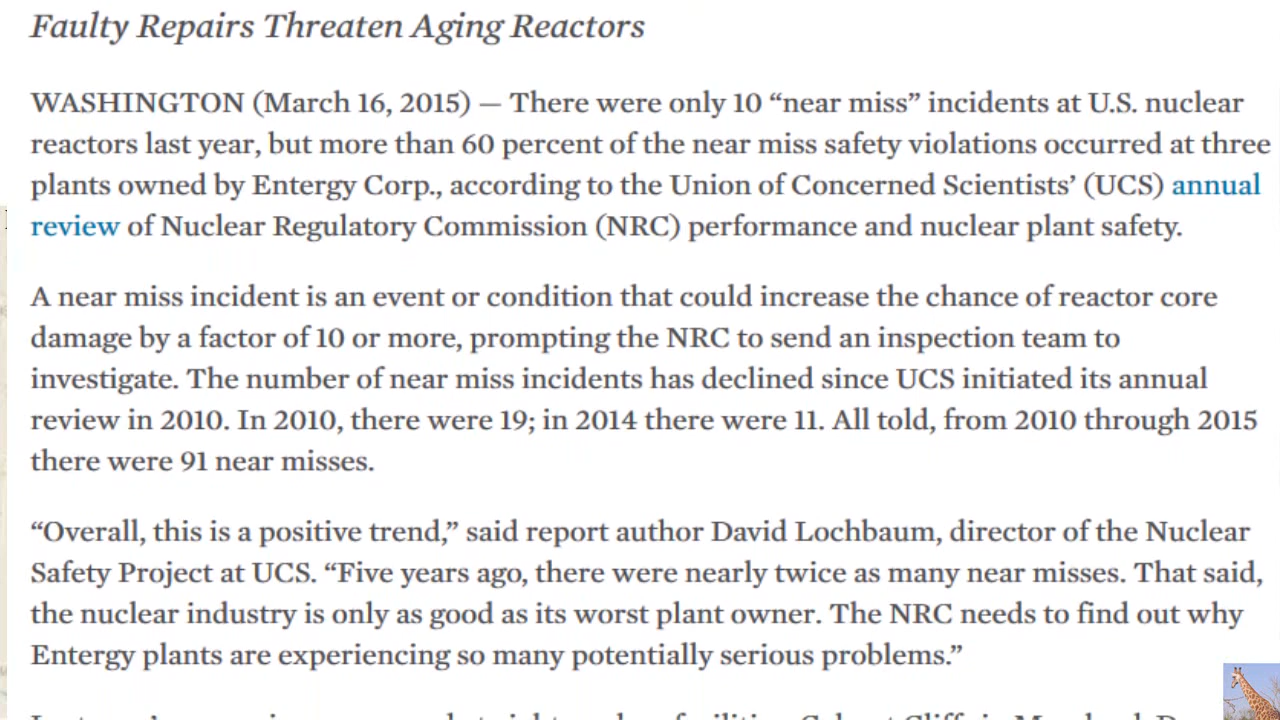 Faulty Repairs Threaten Aging Reactors
WASHINGTON (March 16, 2015) — There were only 10 “near miss” incidents at U.S. nuclear
reactors last year, but more than 60 percent of the near miss safety violations occurred at three
plants owned by Entergy Corp., according to the Union of Concerned Scientists’ (UCS) annual
review of Nuclear Regulatory Commission (NRC) performance and nuclear plant safety.
A near miss incident is an event or condition that could increase the chance of reactor core
damage by a factor of 10 or more, prompting the NRC to send an inspection team to
investigate. The number of near miss incidents has declined since UCS initiated its annual
review in 2010. In 2010, there were 19; in 2014 there were 11. All told, from 2010 through 2015
there were 91 near misses.
“Overall, this is a positive trend,” said report author David Lochbaum, director of the Nuclear
Safety Project at UCS. “Five years ago, there were nearly twice as many near misses. That said,
the nuclear industry is only as good as its worst plant owner. The NRC needs to find out why
Entergy plants are experiencing so many potentially serious problems.”